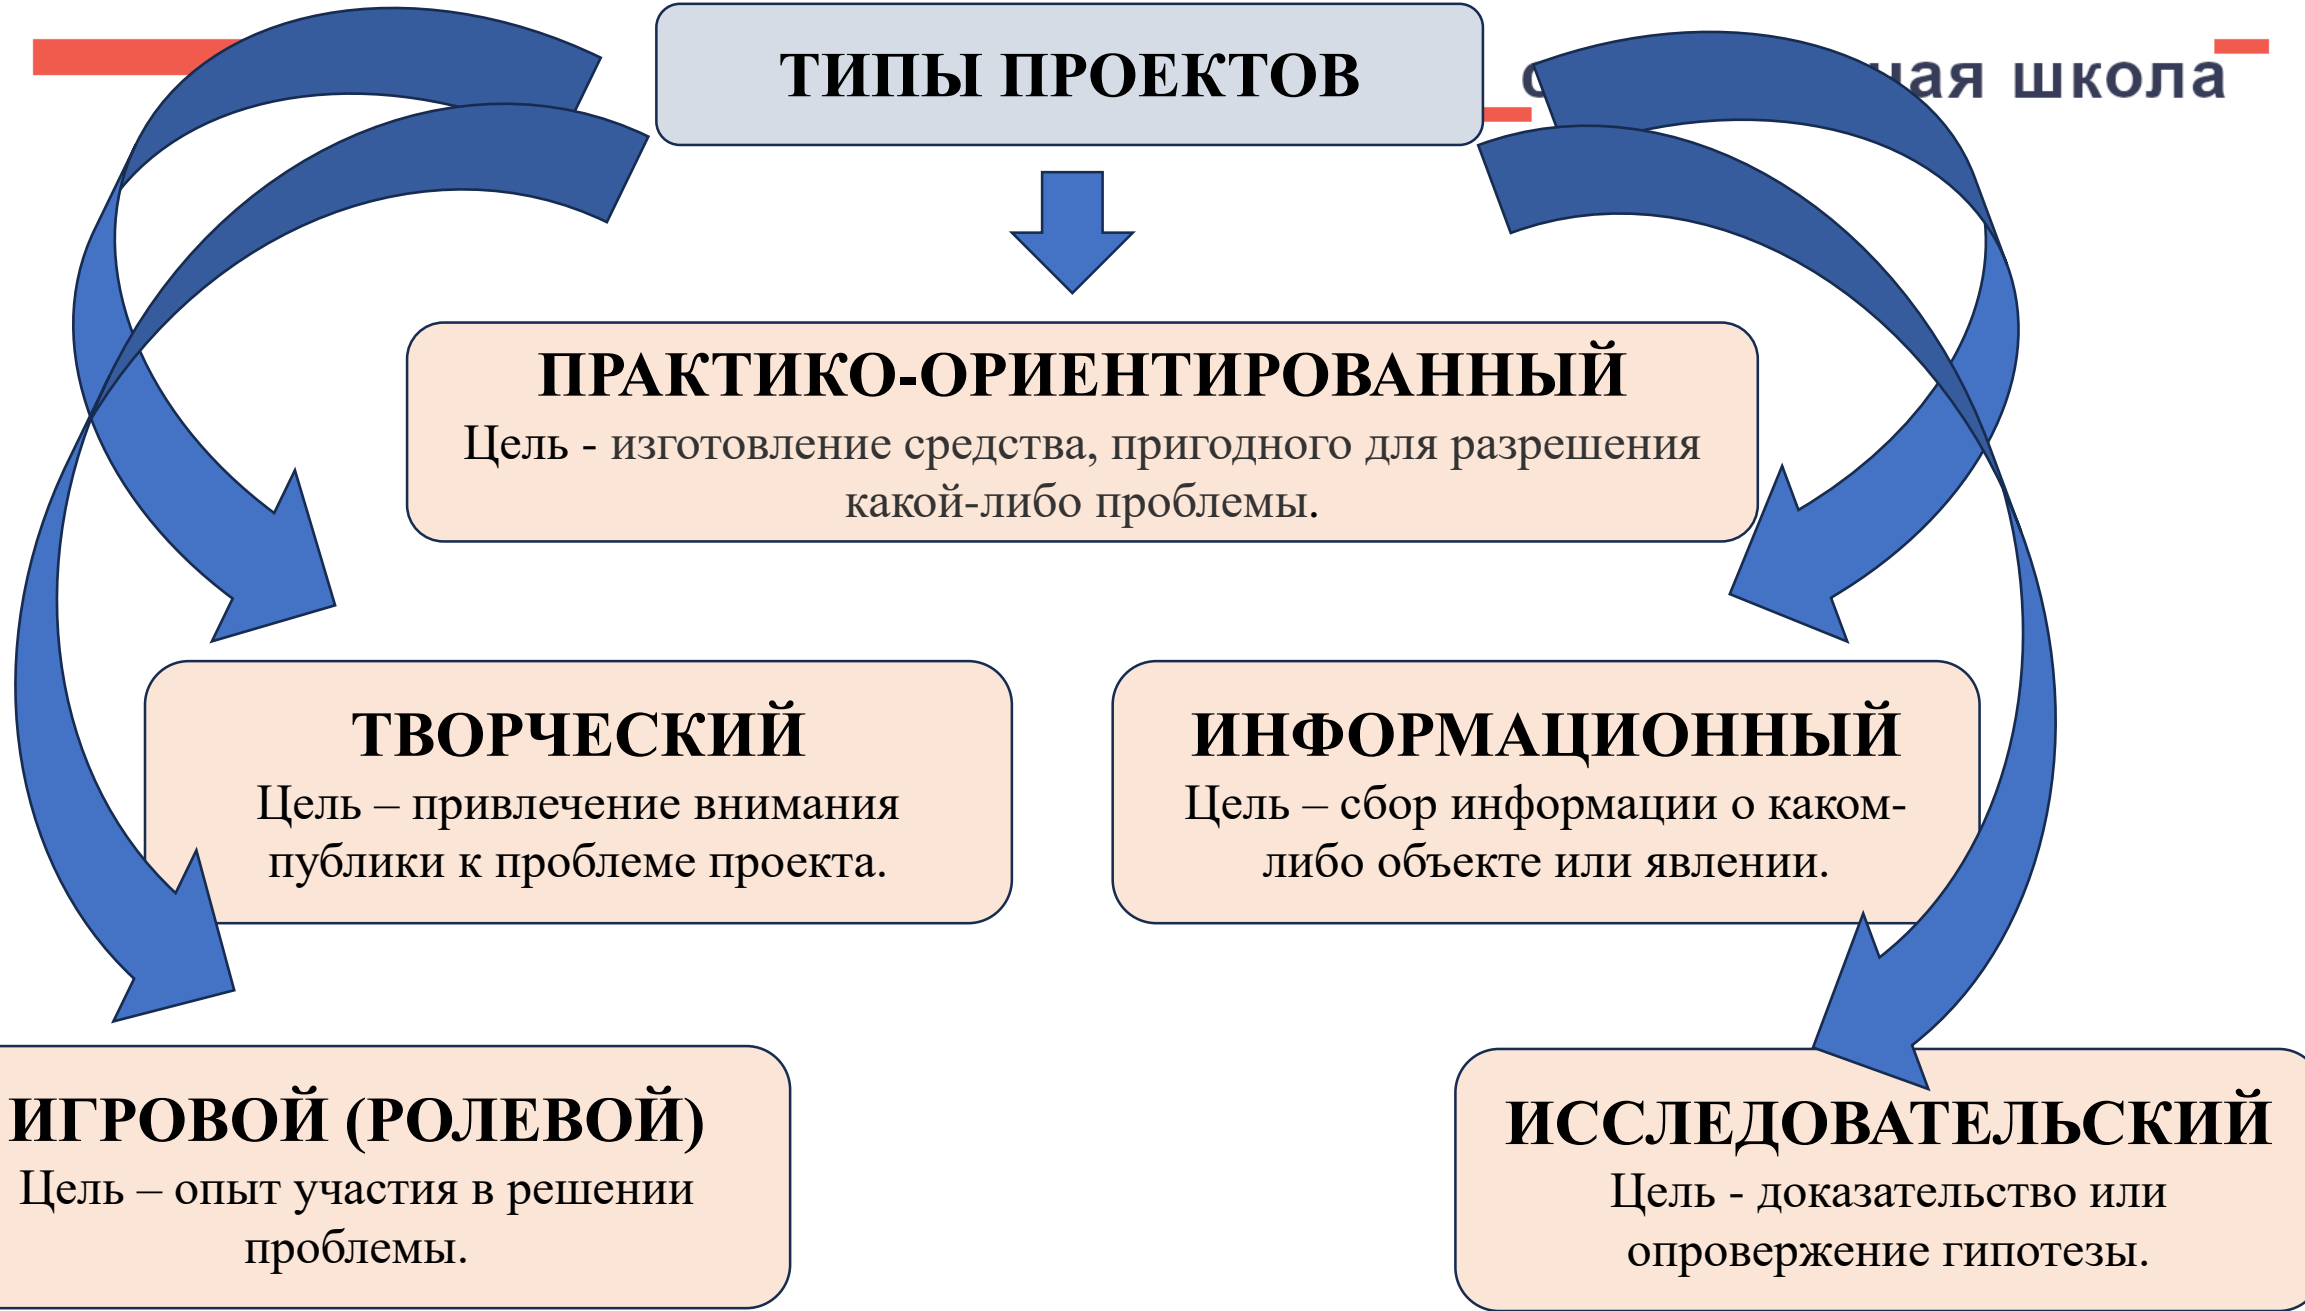 ТИПЫ ПРОЕКТОВ
школа
ПРАКТИКО-ОРИЕНТИРОВАННЫЙ
Цель - изготовление средства, пригодного для разрешения
какой-либо проблемы.
ТВОРЧЕСКИЙ
Цель – привлечение внимания
публики к проблеме проекта.
ИНФОРМАЦИОННЫЙ
Цель – сбор информации о каком-
либо объекте или явлении.
ИГРОВОЙ (РОЛЕВОЙ)
Цель – опыт участия в решении
проблемы.
ИССЛЕДОВАТЕЛЬСКИЙ
Цель - доказательство или
опровержение гипотезы.